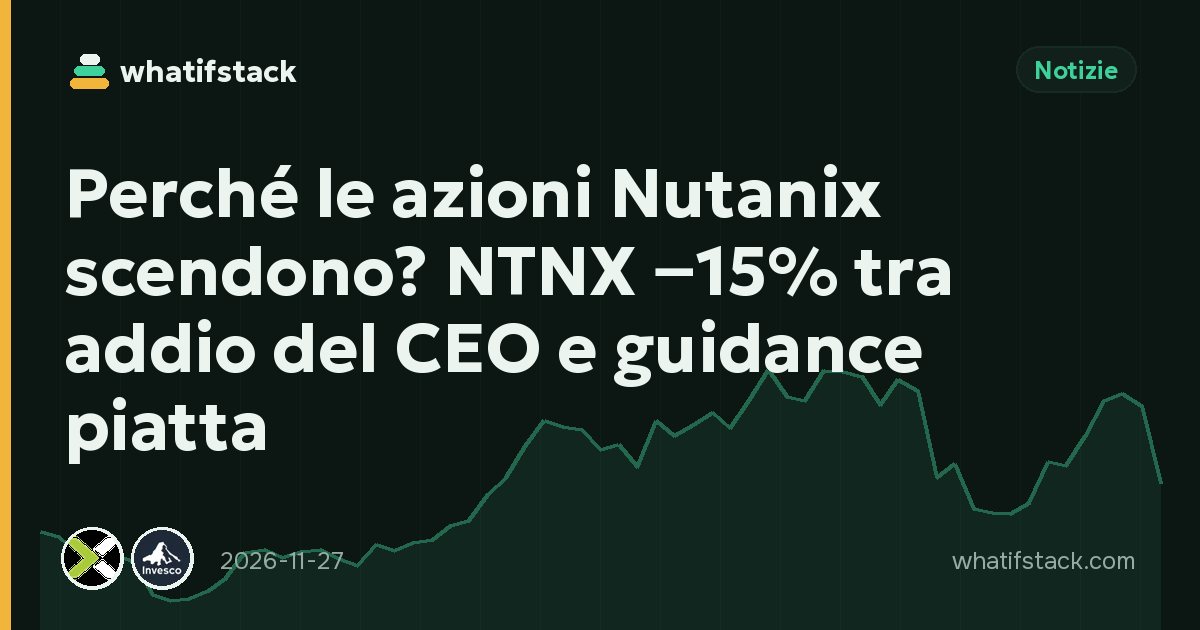 whatifstack
Notizie
Perché le azioni Nutanix
scendono? NTNX −15% tra
addio del CEO e guidance
piatta
Invesco
2026-11-27
whatifstack.com